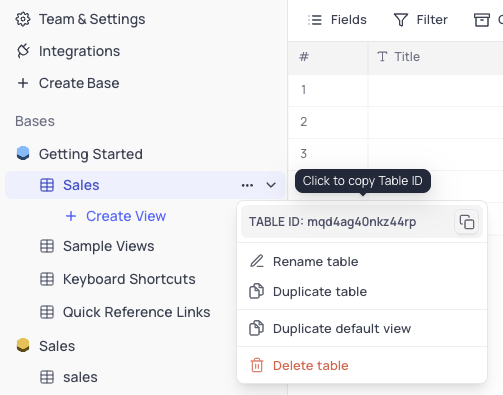 Team & Settings
Integrations
Create Base
Bases
Getting Started
Sales
Create View
Sample Views
Keyboard Shortcuts
Quick Reference Links
Sales
sales
Fields
Filter
#
Title
1
2
3
Click to copy Table ID
TABLE ID: mqd4ag40nkz44rp
Rename table
Duplicate table
Duplicate default view
Delete table